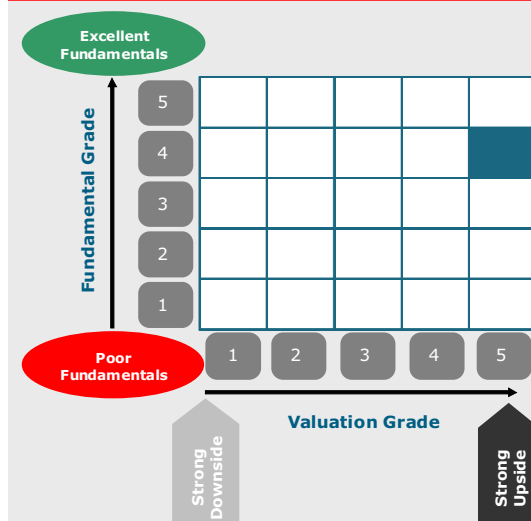 Excellent
Fundamentals
Fundamental Grade
5
4
3
2
1
Poor
Fundamentals
1 2 3 4 5
Valuation Grade
Strong
Downside
Strong
Upside